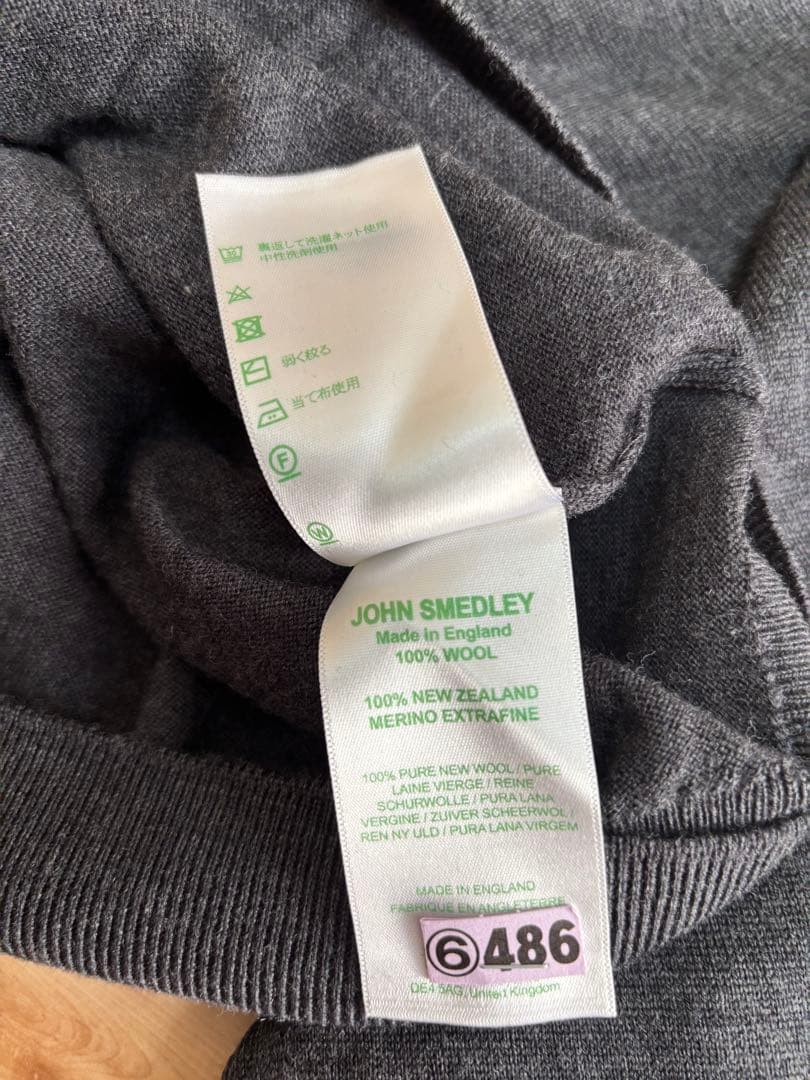 30
裏返して洗濯ネット使用
中性洗剤使用
弱く絞る
当て布使用
F
W
JOHN SMEDLEY
Made in England
100% WOOL
100% NEW ZEALAND
MERINO EXTRAFINE
100% PURE NEW WOOL / PURE
LAINE VIERGE / REINE
SCHURWOLLE / PURA LANA
VERGINE / ZUIVER SCHEERWOL /
REN NY ULD / PURA LANA VIRGEM
MADE IN ENGLAND
FABRIQUE EN ANGLETERRE
⑥486
DE4 5AG, United Kingdom